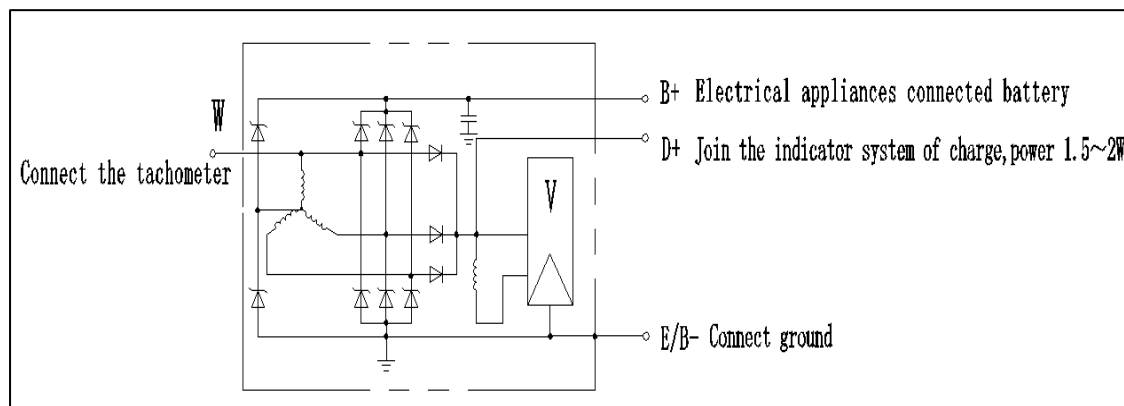 W
Connect the tachometer
B+ Electrical appliances connected battery
D+ Join the indicator system of charge,power 1.5~2W
V
E/B- Connect ground